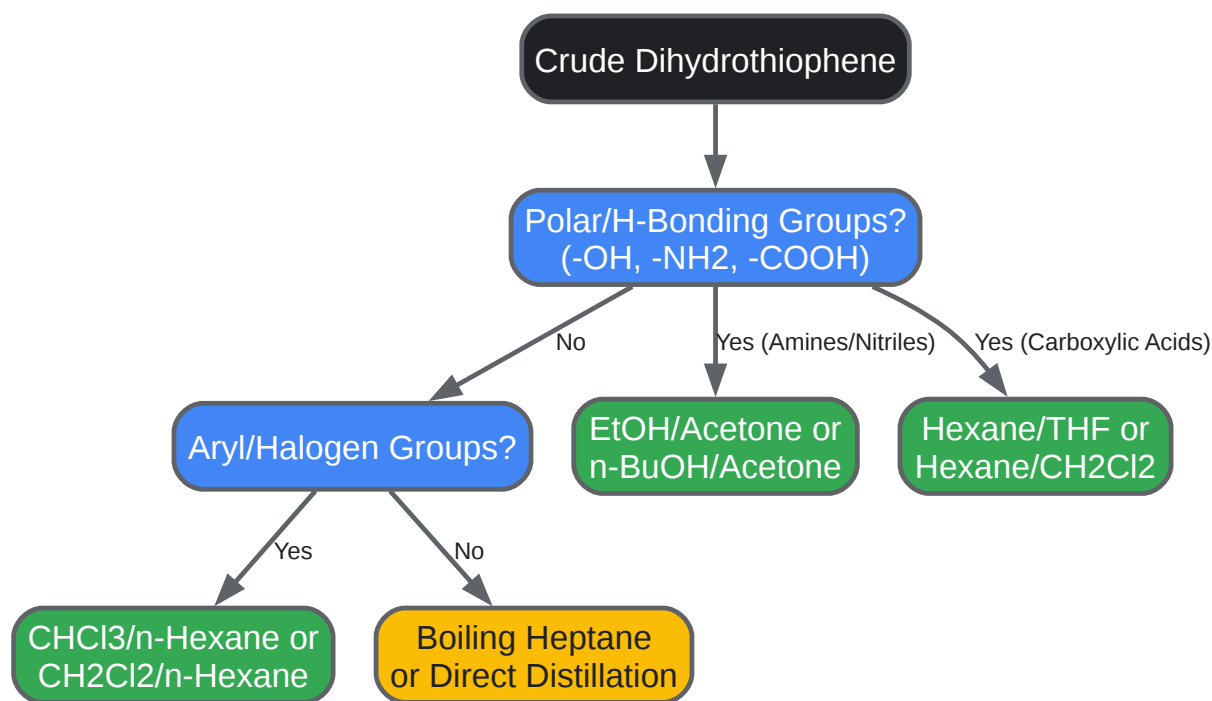 Crude Dihydrothiophene
Polar/H-Bonding Groups?
(-OH, -NH2, -COOH)
No
Yes (Amines/Nitriles)
Yes (Carboxylic Acids)
Aryl/Halogen Groups?
EtOH/Acetone or
n-BuOH/Acetone
Hexane/THF or
Hexane/CH2Cl2
Yes
No
CHCl3/n-Hexane or
CH2Cl2/n-Hexane
Boiling Heptane
or Direct Distillation